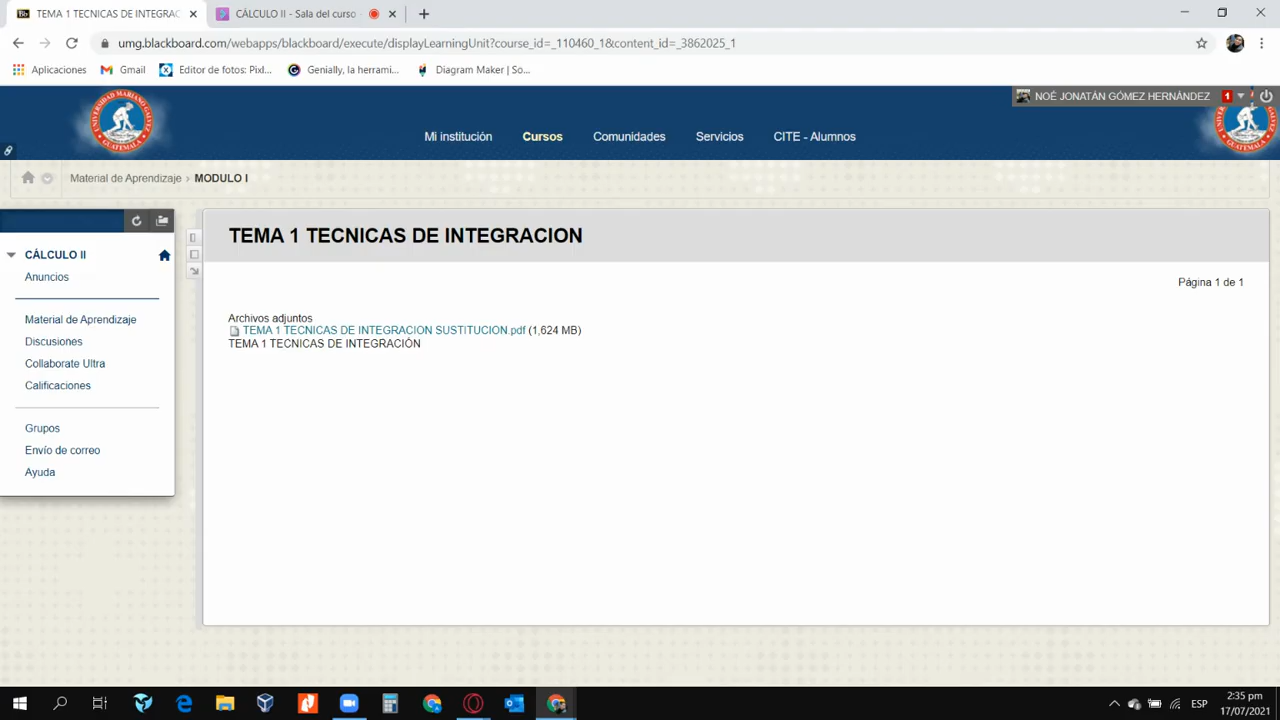 TEMA 1 TECNICAS DE INTEGRAC
CÁLCULO II - Sala del curso
umg.blackboard.com/webapps/blackboard/execute/displayLearningUnit?course_id=_110460_1&content_id=_3862025_1
Aplicaciones
Gmail
Editor de fotos: Pixl...
Genially, la herrami...
Diagram Maker | So...
NOÉ JONATÁN GÓMEZ HERNÁNDEZ
1
UNIVERSIDAD MARIANO GALVEZ
GUATEMALA
Mi institución
Cursos
Comunidades
Servicios
CITE - Alumnos
Material de Aprendizaje › MODULO I
CÁLCULO II
Anuncios
Material de Aprendizaje
Discusiones
Collaborate Ultra
Calificaciones
Grupos
Envío de correo
Ayuda
TEMA 1 TECNICAS DE INTEGRACION
Página 1 de 1
Archivos adjuntos
TEMA 1 TECNICAS DE INTEGRACION SUSTITUCION.pdf (1,624 MB)
TEMA 1 TECNICAS DE INTEGRACIÓN
ESP
2:35 pm
17/07/2021